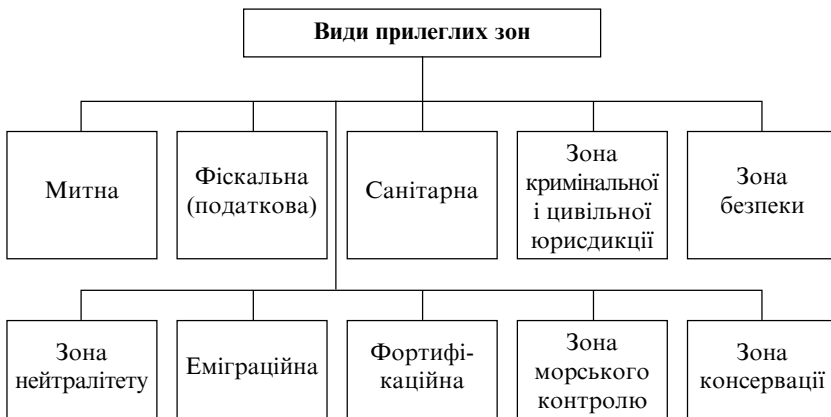 Види прилеглих зон
Митна
Фіскальна
(податкова)
Санітарна
Зона
кримінальної
і цивільної
юрисдикції
Зона
безпеки
Зона
нейтралітету
Еміграційна
Фортифі-
каційна
Зона
морського
контролю
Зона
консервації